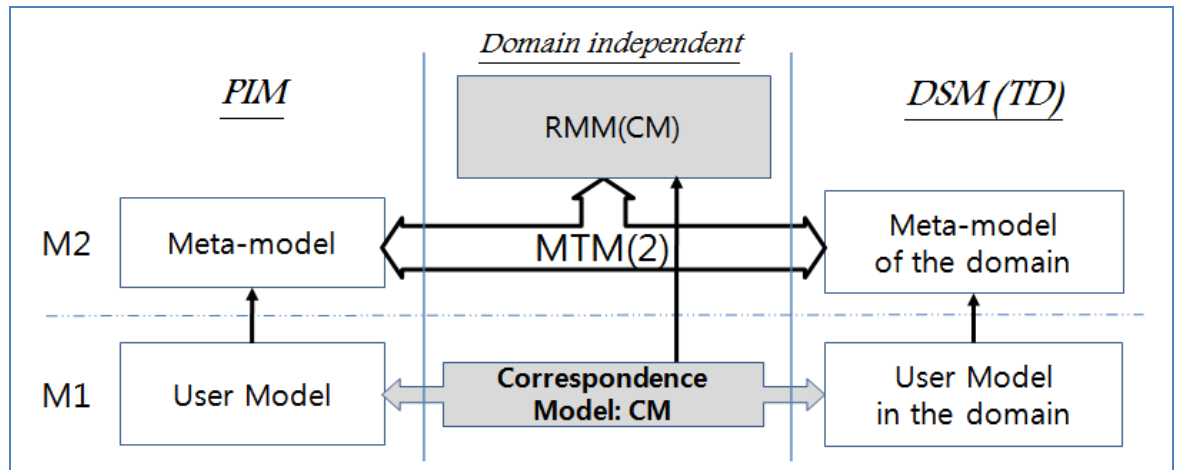 Domain independent
PIM
DSM (TD)
RMM(CM)
M2
Meta-model
MTM(2)
Meta-model
of the domain
M1
User Model
Correspondence
Model: CM
User Model
in the domain